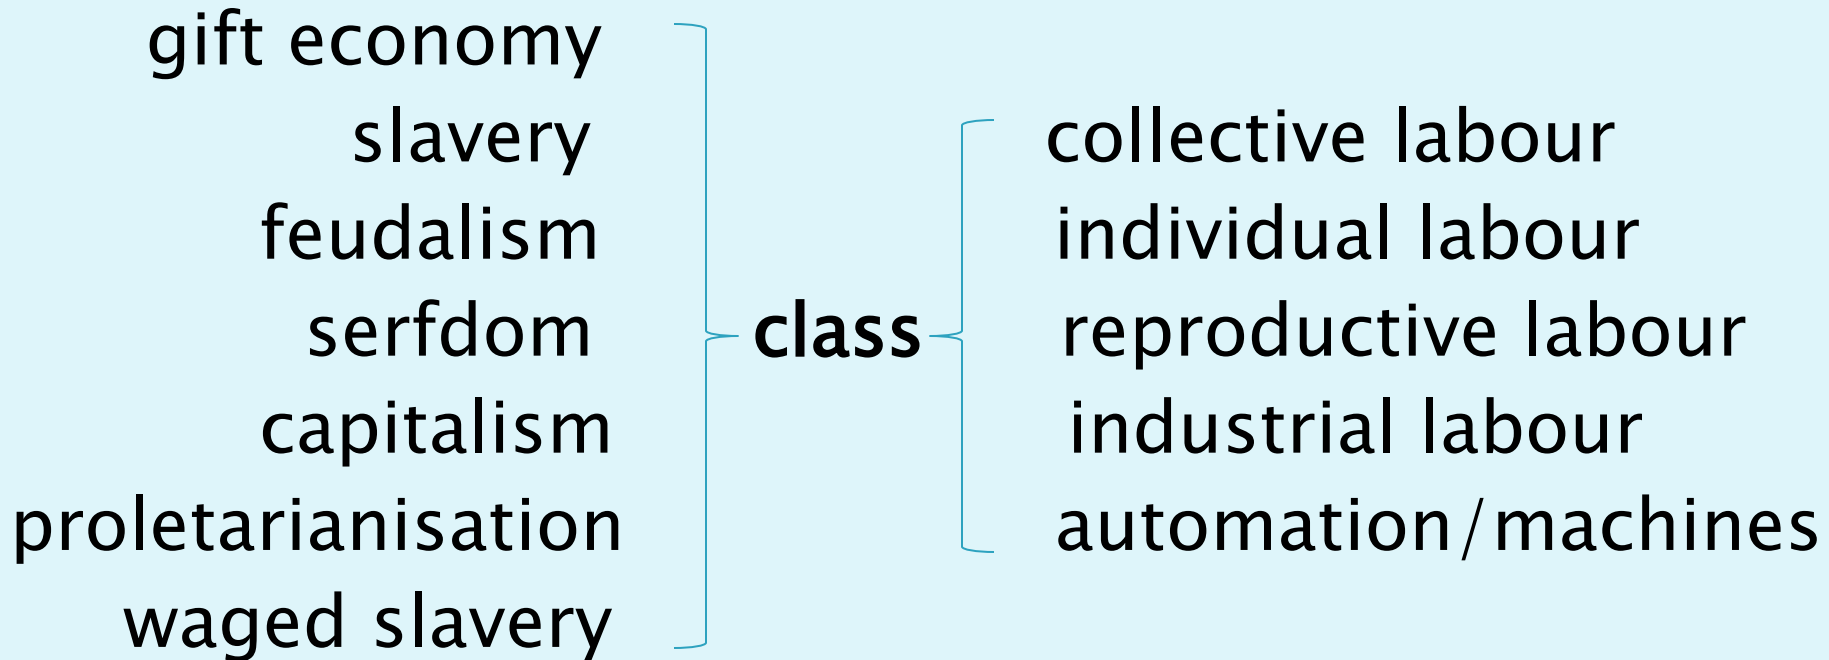 gift economy
slavery
feudalism
serfdom
capitalism
proletarianisation
waged slavery
class
collective labour
individual labour
reproductive labour
industrial labour
automation/machines